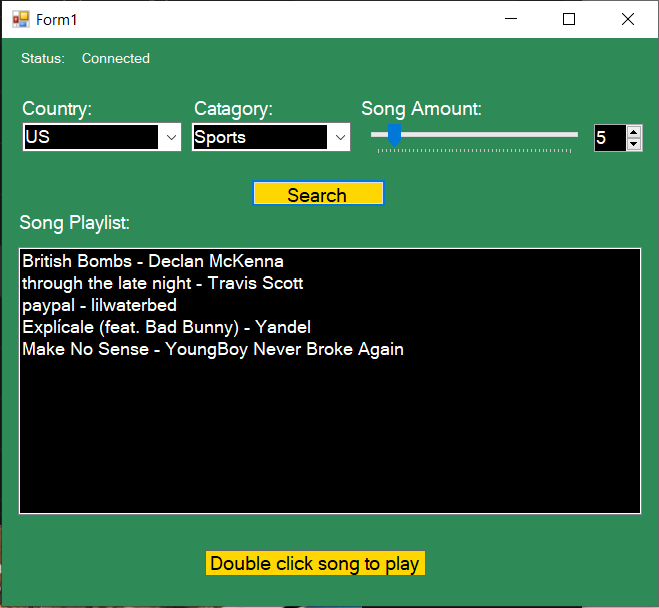 Form1
Status: Connected
Country: Catagory: Song Amount:
US Sports 5
Search
Song Playlist:
British Bombs - Declan McKenna
through the late night - Travis Scott
paypal - lilwaterbed
Explícale (feat. Bad Bunny) - Yandel
Make No Sense - YoungBoy Never Broke Again
Double click song to play